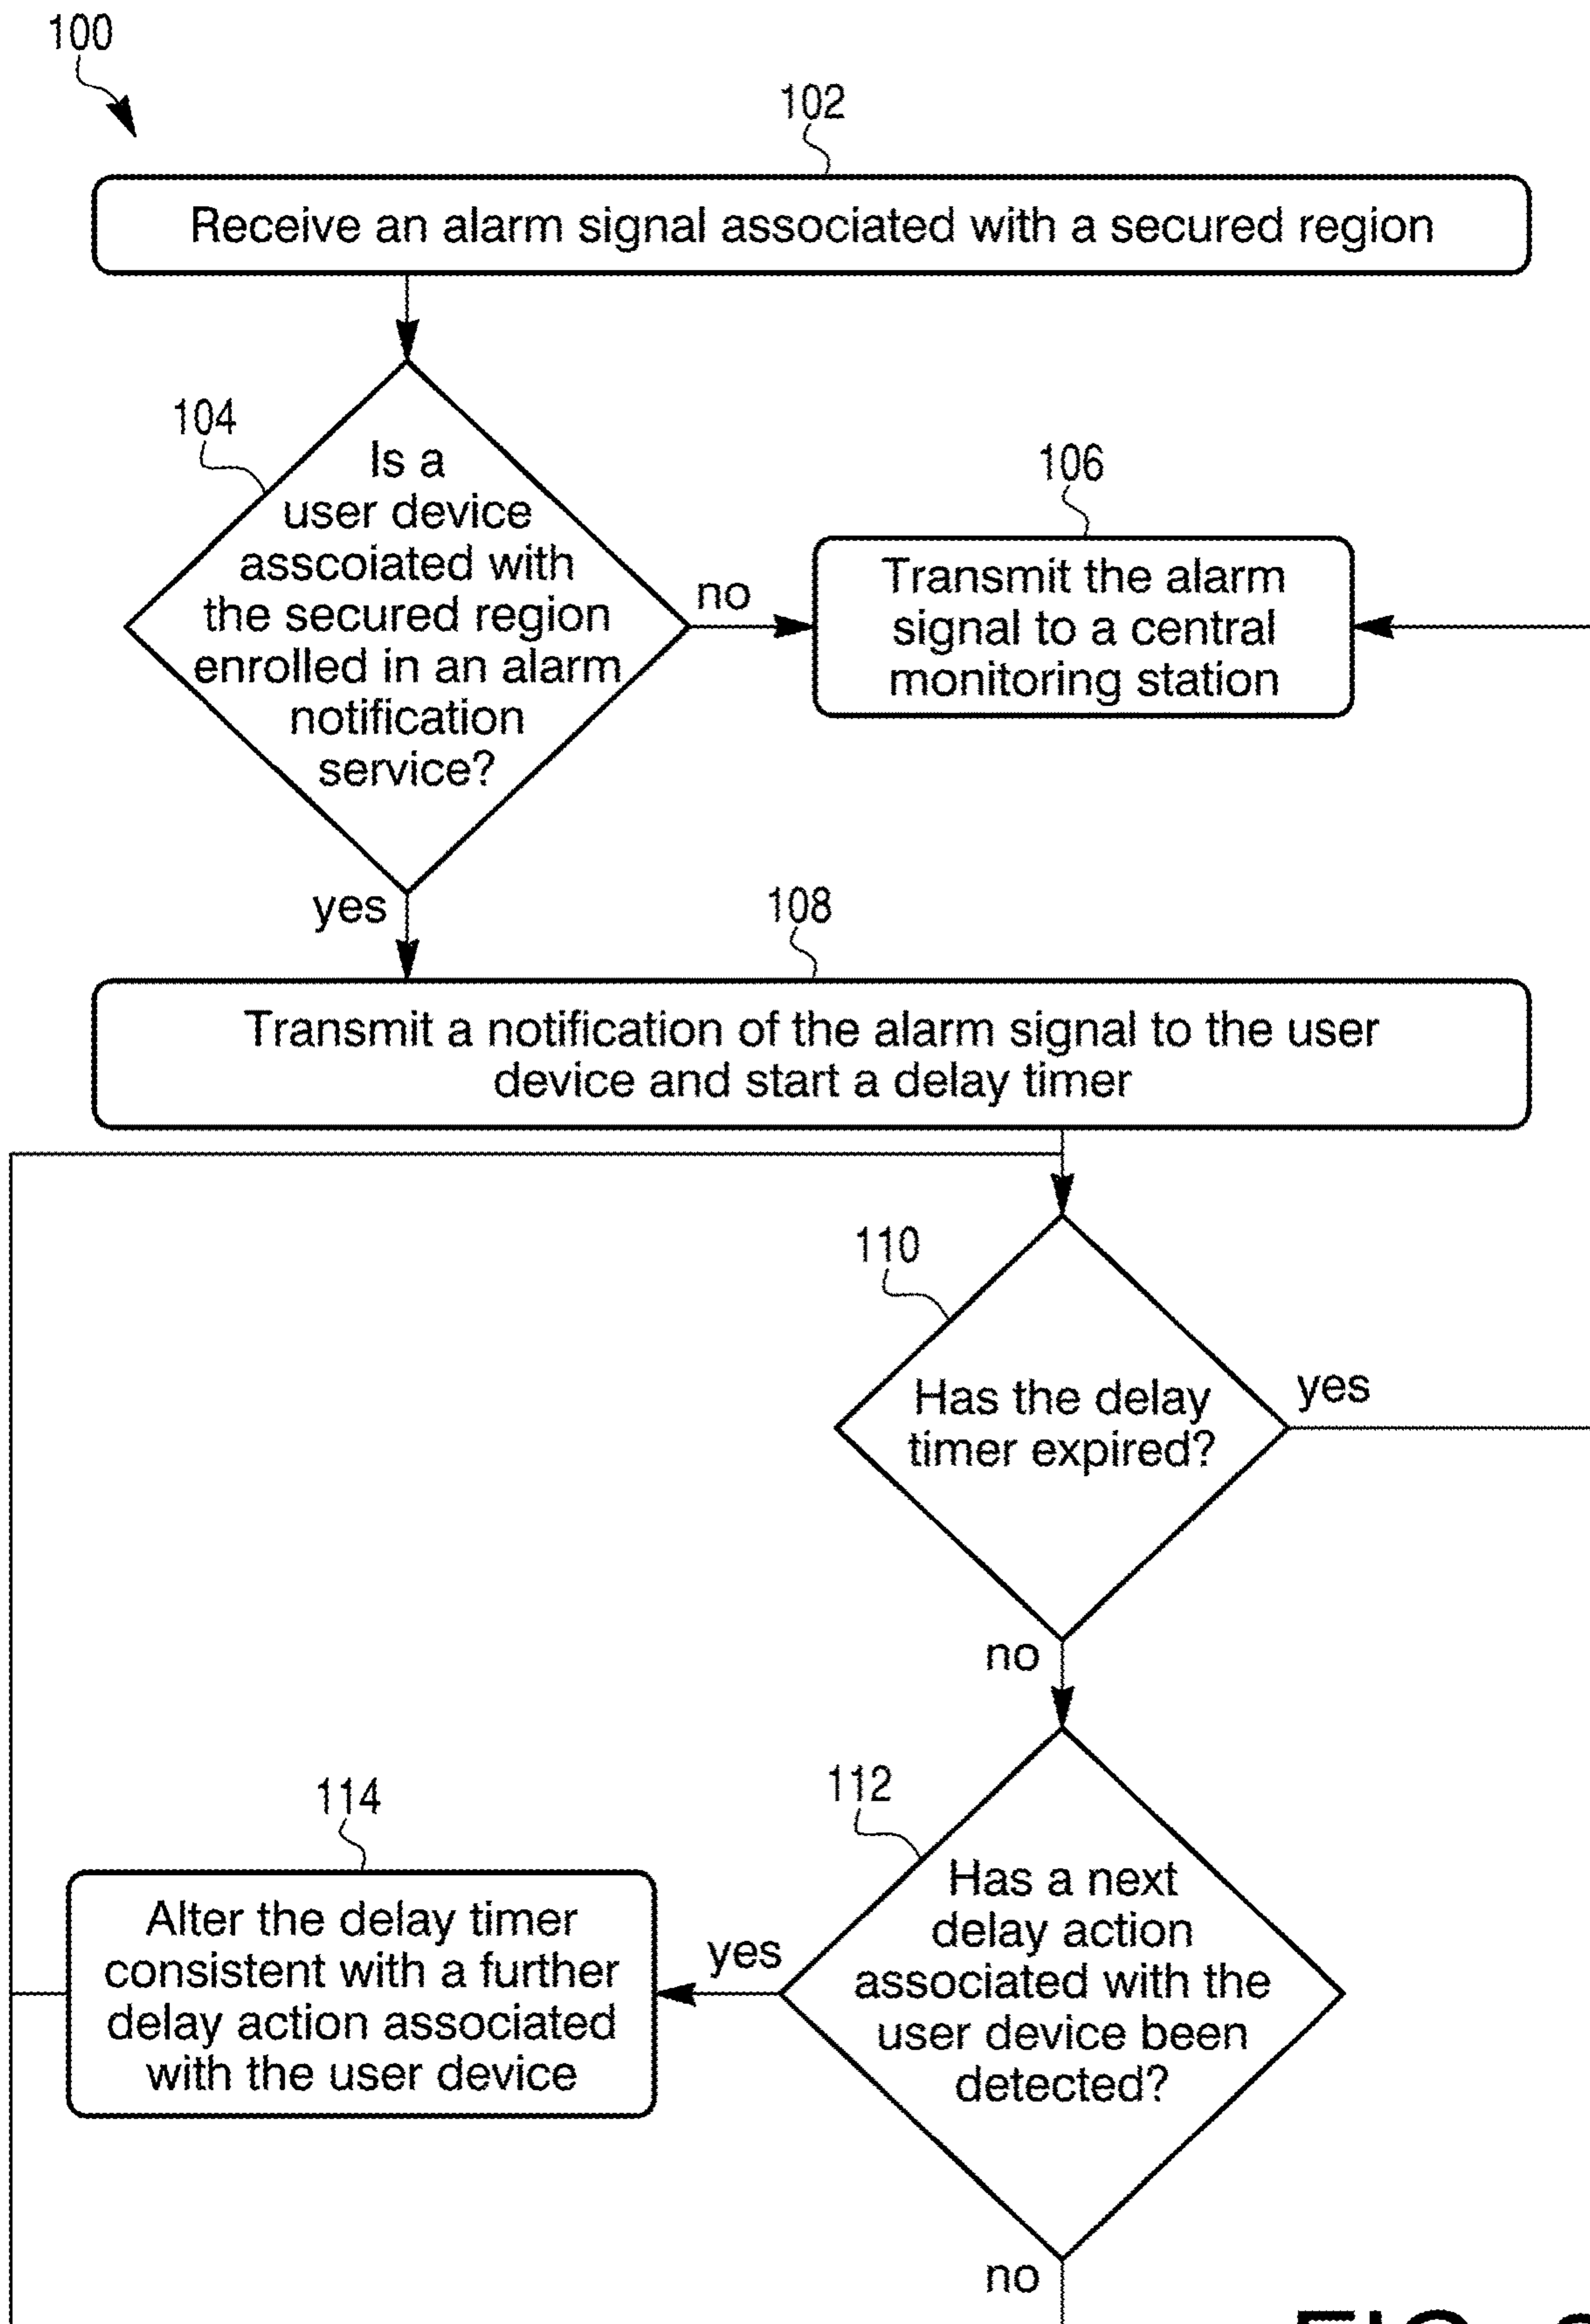 100
102
Receive an alarm signal associated with a secured region
104
Is a
user device
asscoiated with
the secured region
enrolled in an alarm
notification
service?
no
106
Transmit the alarm
signal to a central
monitoring station
yes
108
Transmit a notification of the alarm signal to the user
device and start a delay timer
110
Has the delay
timer expired?
yes
no
112
Has a next
delay action
associated with the
user device been
detected?
yes
114
Alter the delay timer
consistent with a further
delay action associated
with the user device
no